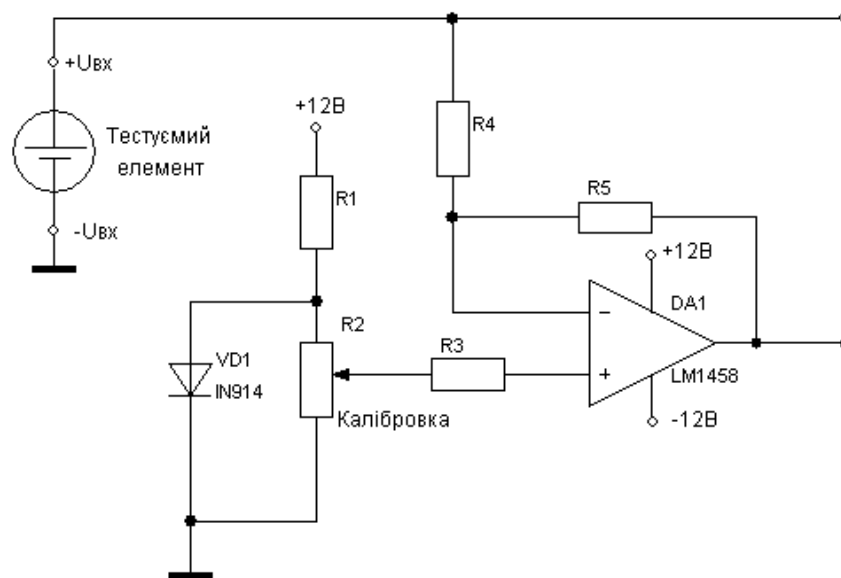 +Uвх
+12В
R4
Тестуємий
елемент
R1
R5
-Uвх
+12В
DA1
R2
R3
VD1
IN914
LM1458
Калібровка
-12В
−
+